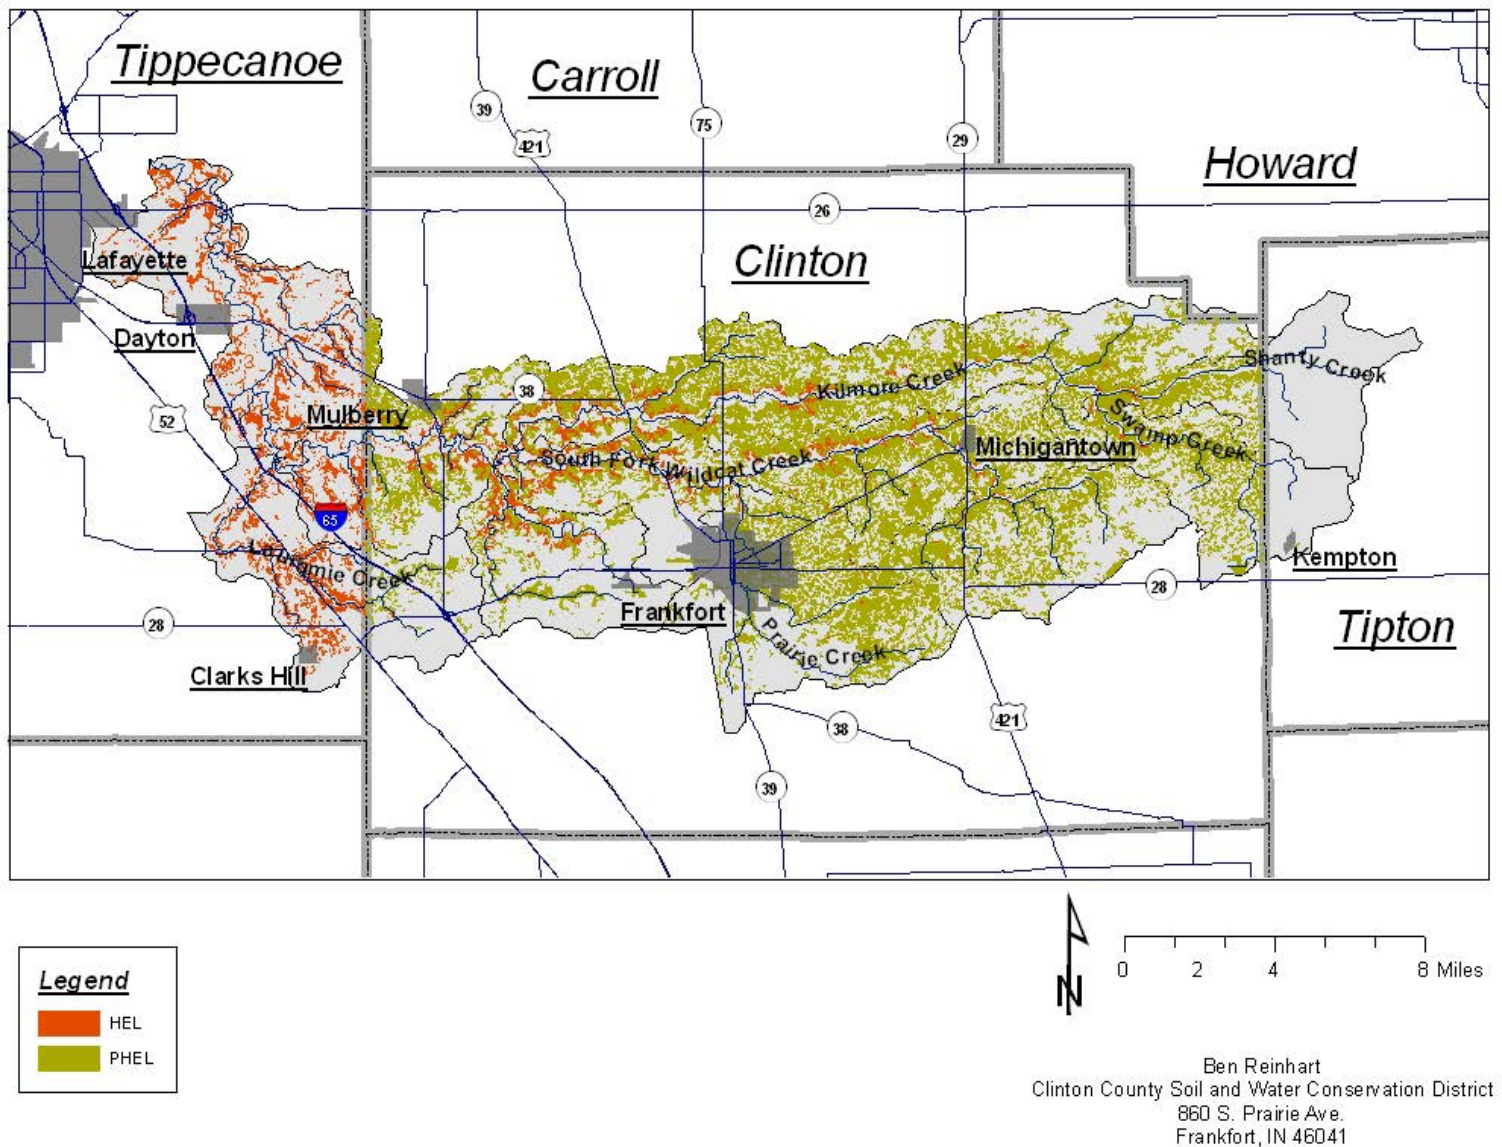 Tippecanoe
Carroll
39
75
421
29
Howard
26
Clinton
Lafayette
Dayton
Shanty Creek
38
Kilmore Creek
52
Mulberry
Swamp Creek
Michigantown
South Fork Wildcat Creek
65
Lauramie Creek
Kempton
28
Frankfort
28
Tipton
Prairie Creek
Clarks Hill
421
38
39
Legend
HEL
PHEL
N
0 2 4 8 Miles
Ben Reinhart
Clinton County Soil and Water Conservation District
860 S. Prairie Ave.
Frankfort, IN 46041